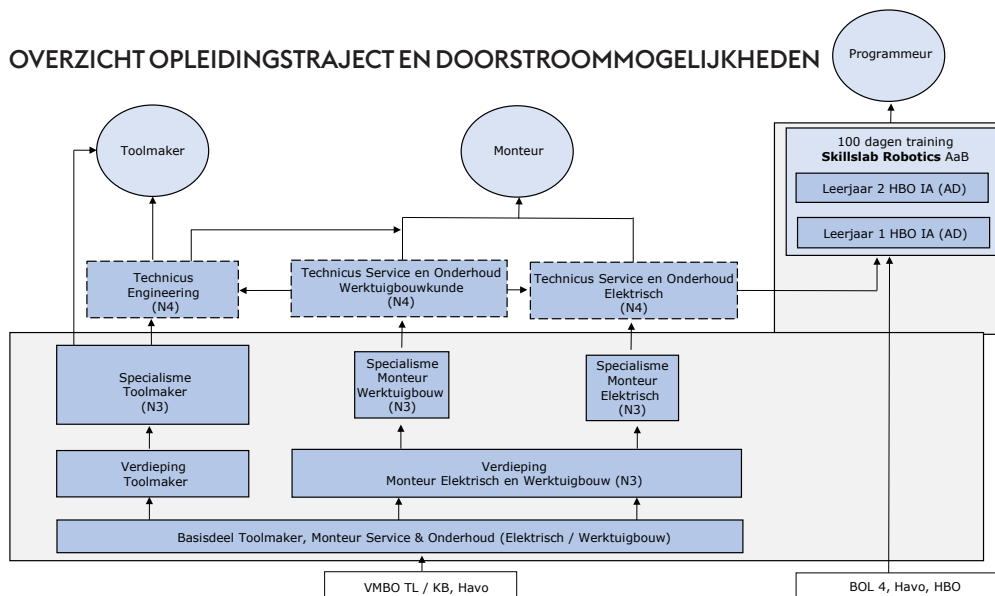 OVERZICHT OPLEIDINGSTRAJECT EN DOORSTROOMMOGELIJKHEDEN
Programmeur
Toolmaker
Monteur
100 dagen training
Skillslab Robotics AaB
Leerjaar 2 HBO IA (AD)
Leerjaar 1 HBO IA (AD)
Technicus
Engineering
(N4)
Technicus Service en Onderhoud
Werktuigbouwkunde
(N4)
Technicus Service en Onderhoud
Elektrisch
(N4)
Specialisme
Toolmaker
(N3)
Specialisme
Monteur
Werktuigbouw
(N3)
Specialisme
Monteur
Elektrisch
(N3)
Verdieping
Toolmaker
Verdieping
Monteur Elektrisch en Werktuigbouw (N3)
Basisdeel Toolmaker, Monteur Service & Onderhoud (Elektrisch / Werktuigbouw)
VMBO TL / KB, Havo
BOL 4, Havo, HBO